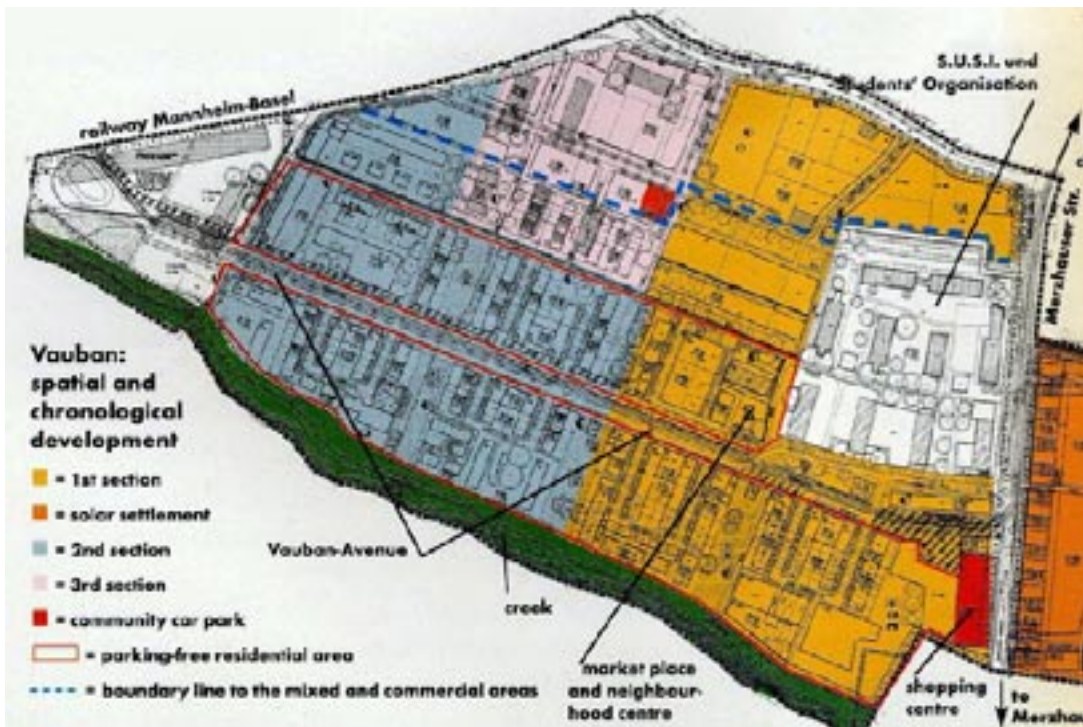 S.U.S.I. und
Students' Organisation
railway Mannheim-Basel
Merzhauser Str.
Vauban:
spatial and
chronological
development
= 1st section
= solar settlement
= 2nd section
= 3rd section
= community car park
= parking-free residential area
= boundary line to the mixed and commercial areas
Vauban-Avenue
creek
market place
and neighbour-
hood centre
shopping
centre
to